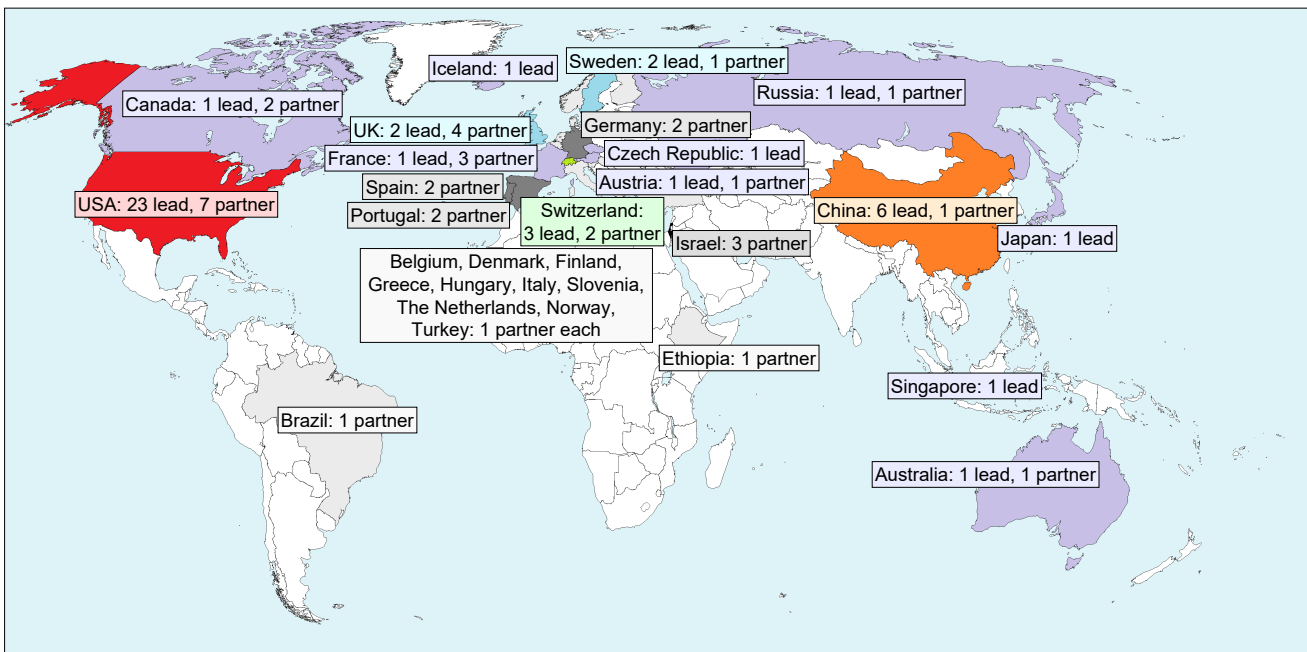 Sweden: 2 lead, 1 partner
Iceland: 1 lead
Russia: 1 lead, 1 partner
Canada: 1 lead, 2 partner
Germany: 2 partner
UK: 2 lead, 4 partner
Czech Republic: 1 lead
France: 1 lead, 3 partner
Austria: 1 lead, 1 partner
Spain: 2 partner
USA: 23 lead, 7 partner
China: 6 lead, 1 partner
Portugal: 2 partner
Switzerland:
3 lead, 2 partner
Japan: 1 lead
Israel: 3 partner
Belgium, Denmark, Finland,
Greece, Hungary, Italy, Slovenia,
The Netherlands, Norway,
Turkey: 1 partner each
Ethiopia: 1 partner
Singapore: 1 lead
Brazil: 1 partner
Australia: 1 lead, 1 partner